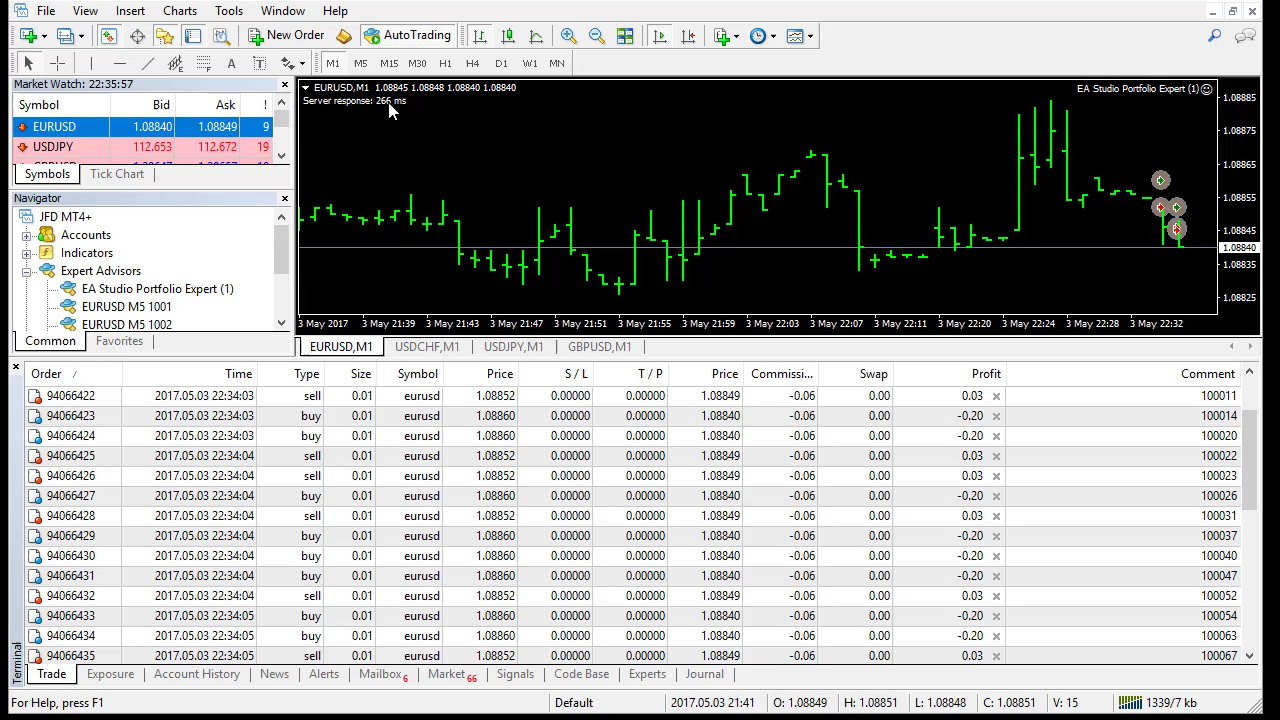 File View Insert Charts Tools Window Help
New Order AutoTrading
A T M1 M5 M15 M30 H1 H4 D1 W1 MN
Market Watch: 22:35:57
Symbol Bid Ask !
EURUSD 1.08840 1.08849 9
USDJPY 112.653 112.672 19
Symbols Tick Chart
Navigator
JFD MT4+
Accounts
Indicators
Expert Advisors
EA Studio Portfolio Expert (1)
EURUSD M5 1001
EURUSD M5 1002
Common Favorites
EURUSD,M1 1.08845 1.08848 1.08840 1.08840
Server response: 266 ms
EA Studio Portfolio Expert (1)
1.08885
1.08875
1.08865
1.08855
1.08845
1.08840
1.08835
1.08825
3 May 2017 3 May 21:39 3 May 21:43 3 May 21:47 3 May 21:51 3 May 21:55 3 May 21:59 3 May 22:03 3 May 22:07 3 May 22:11 3 May 22:20 3 May 22:24 3 May 22:28 3 May 22:32
EURUSD,M1 USDCHF,M1 USDJPY,M1 GBPUSD,M1
Order / Time Type Size Symbol Price S / L T / P Price Commissi... Swap Profit Comment
94066422 2017.05.03 22:34:03 sell 0.01 eurusd 1.08852 0.00000 0.00000 1.08849 -0.06 0.00 0.03 100011
94066423 2017.05.03 22:34:03 buy 0.01 eurusd 1.08860 0.00000 0.00000 1.08840 -0.06 0.00 -0.20 100014
94066424 2017.05.03 22:34:03 buy 0.01 eurusd 1.08860 0.00000 0.00000 1.08840 -0.06 0.00 -0.20 100020
94066425 2017.05.03 22:34:04 sell 0.01 eurusd 1.08852 0.00000 0.00000 1.08849 -0.06 0.00 0.03 100022
94066426 2017.05.03 22:34:04 sell 0.01 eurusd 1.08852 0.00000 0.00000 1.08849 -0.06 0.00 0.03 100023
94066427 2017.05.03 22:34:04 buy 0.01 eurusd 1.08860 0.00000 0.00000 1.08840 -0.06 0.00 -0.20 100026
94066428 2017.05.03 22:34:04 sell 0.01 eurusd 1.08852 0.00000 0.00000 1.08849 -0.06 0.00 0.03 100031
94066429 2017.05.03 22:34:04 buy 0.01 eurusd 1.08860 0.00000 0.00000 1.08840 -0.06 0.00 -0.20 100037
94066430 2017.05.03 22:34:04 buy 0.01 eurusd 1.08860 0.00000 0.00000 1.08840 -0.06 0.00 -0.20 100040
94066431 2017.05.03 22:34:04 buy 0.01 eurusd 1.08860 0.00000 0.00000 1.08840 -0.06 0.00 -0.20 100047
94066432 2017.05.03 22:34:04 sell 0.01 eurusd 1.08852 0.00000 0.00000 1.08849 -0.06 0.00 0.03 100052
94066433 2017.05.03 22:34:05 buy 0.01 eurusd 1.08860 0.00000 0.00000 1.08840 -0.06 0.00 -0.20 100054
94066434 2017.05.03 22:34:05 buy 0.01 eurusd 1.08860 0.00000 0.00000 1.08840 -0.06 0.00 -0.20 100063
94066435 2017.05.03 22:34:05 sell 0.01 eurusd 1.08852 0.00000 0.00000 1.08849 -0.06 0.00 0.03 100067
Terminal
Trade Exposure Account History News Alerts Mailbox 6 Market 66 Signals Code Base Experts Journal
For Help, press F1 Default 2017.05.03 21:41 O: 1.08849 H: 1.08851 L: 1.08848 C: 1.08851 V: 15 1339/7 kb